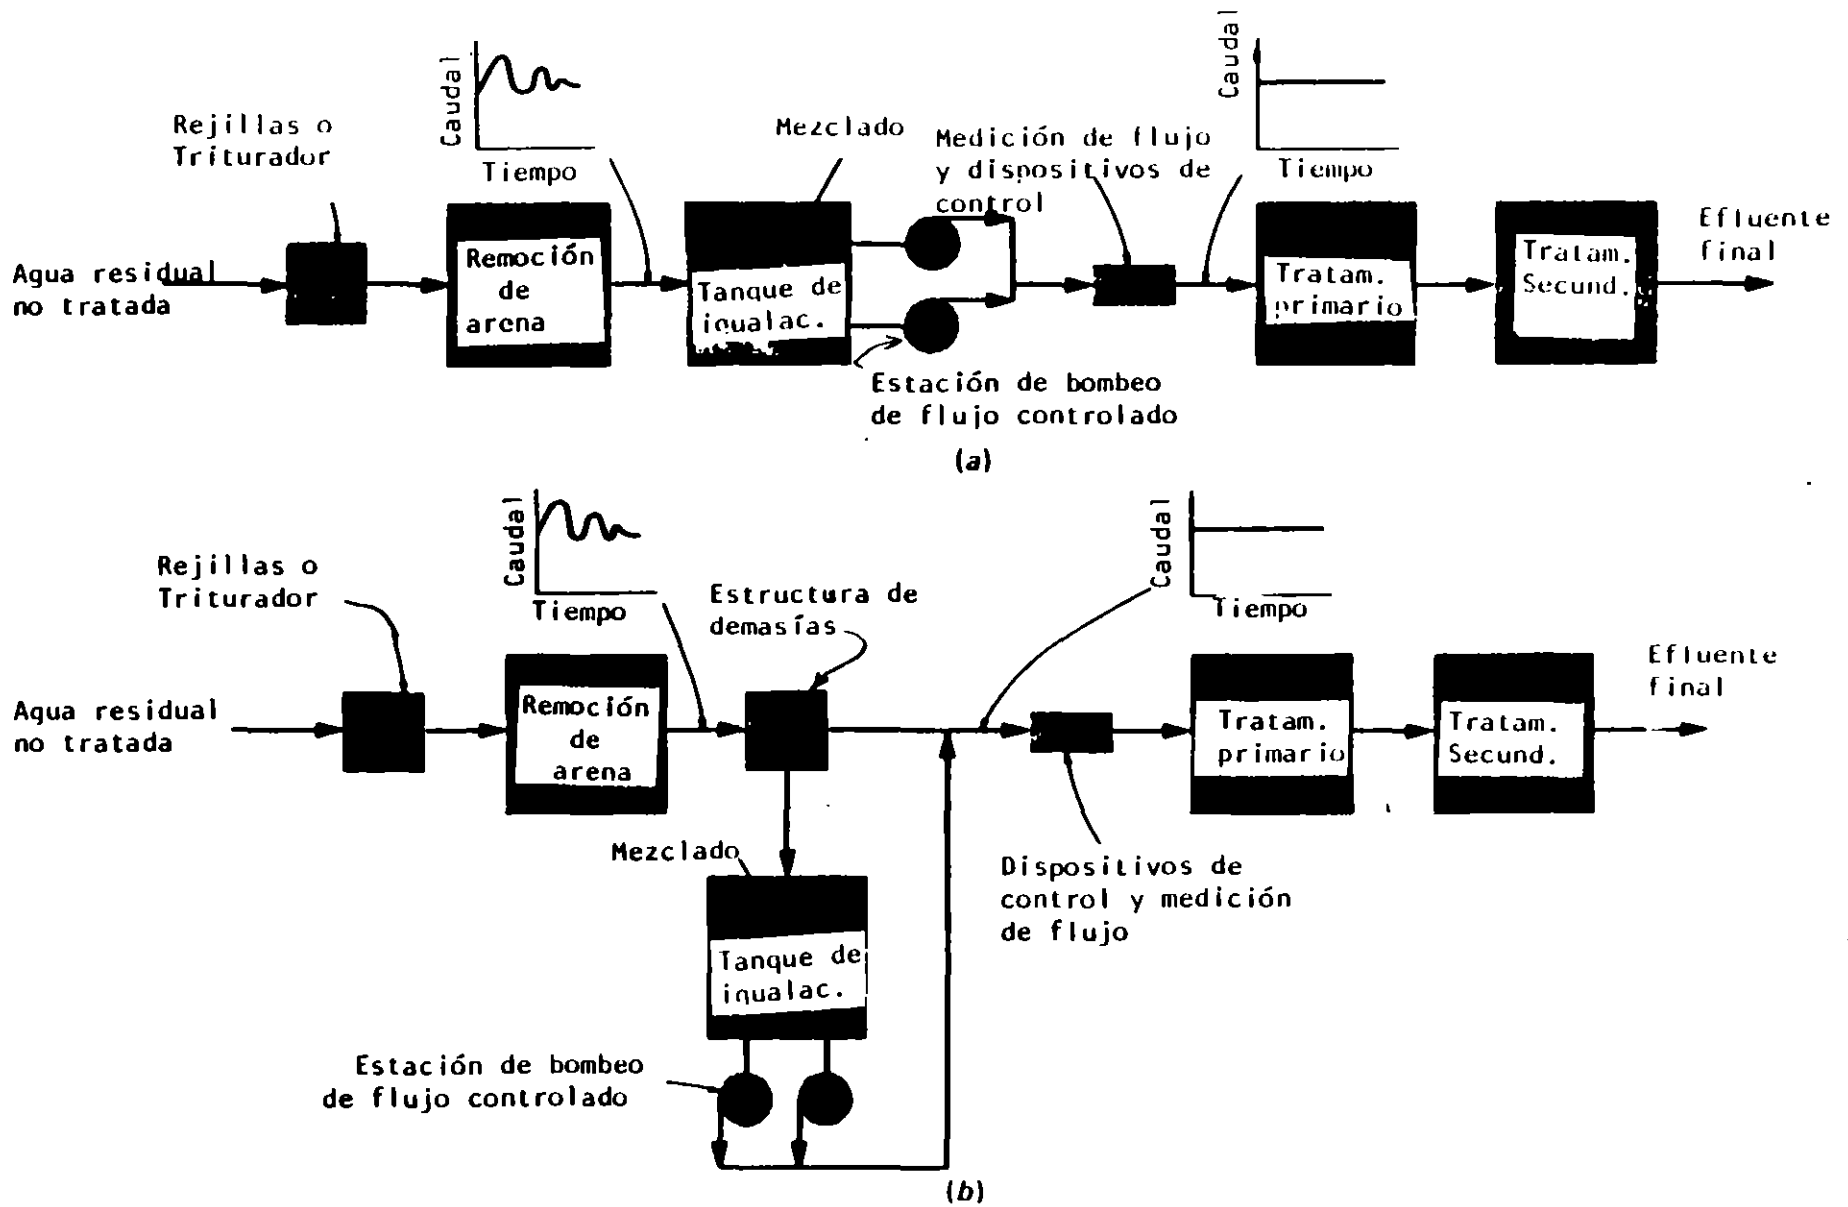 Caudal
Tiempo
Caudal
Tiempo
Rejillas o
Triturador
Mezclado
Medición de flujo
y dispositivos de
control
Agua residual
no tratada
Remoción
de
arena
Tanque de
igualac.
Tratam.
primario
Tratam.
Secund.
Efluente
final
Estación de bombeo
de flujo controlado
(a)
Caudal
Tiempo
Caudal
Tiempo
Rejillas o
Triturador
Estructura de
demasías
Agua residual
no tratada
Remoción
de
arena
Tratam.
primario
Tratam.
Secund.
Efluente
final
Mezclado
Tanque de
igualac.
Dispositivos de
control y medición
de flujo
Estación de bombeo
de flujo controlado
(b)